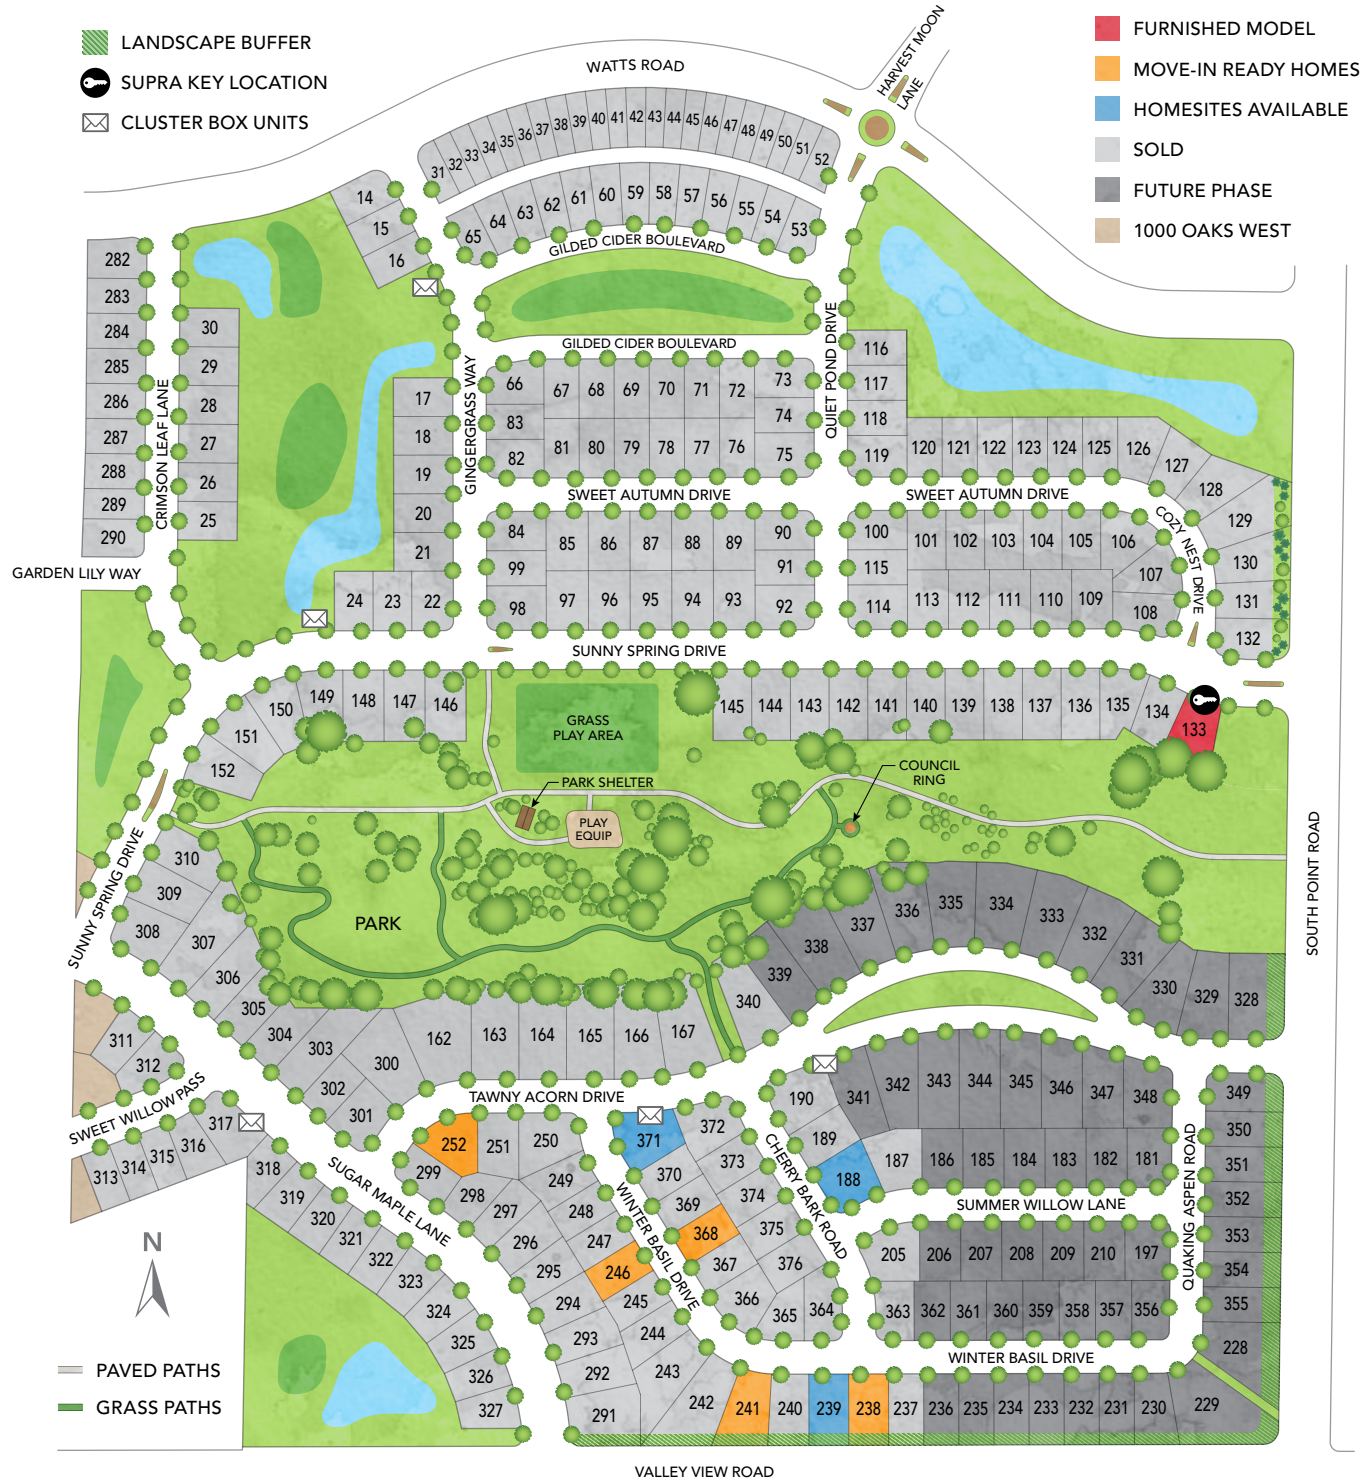 LANDSCAPE BUFFER
SUPRA KEY LOCATION
CLUSTER BOX UNITS
FURNISHED MODEL
MOVE-IN READY HOMES
HOMESITES AVAILABLE
SOLD
FUTURE PHASE
1000 OAKS WEST
WATTS ROAD
HARVEST MOON
LANE
31 32 33 34 35 36 37 38 39 40 41 42 43 44 45 46 47 48 49 50 51 52
14
15
16
65 64 63 62 61 60 59 58 57 56 55 54 53
GILDED CIDER BOULEVARD
282
283
284
285
286
287
288
289
290
30
29
28
27
26
25
CRIMSON LEAF LANE
GARDEN LILY WAY
17
18
19
20
21
24 23 22
GINGERGRASS WAY
GILDED CIDER BOULEVARD
66 67 68 69 70 71 72 73
83 74
82 81 80 79 78 77 76 75
QUIET POND DRIVE
116
117
118
119 120 121 122 123 124 125 126 127 128 129
130
131
132
SWEET AUTUMN DRIVE
SWEET AUTUMN DRIVE
COZY NEST DRIVE
84 85 86 87 88 89 90
99 91
98 97 96 95 94 93 92
100 101 102 103 104 105 106
115 107
114 113 112 111 110 109 108
SUNNY SPRING DRIVE
152 151 150 149 148 147 146
GRASS
PLAY AREA
145 144 143 142 141 140 139 138 137 136 135 134 133
PARK SHELTER
COUNCIL
RING
PLAY
EQUIP
PARK
SUNNY SPRING DRIVE
SOUTH POINT ROAD
310
309
308 307
306
305
304
303
302
301
300
162 163 164 165 166 167
340 339 338 337 336 335 334 333 332 331 330 329 328
311
312
SWEET WILLOW PASS
313 314 315 316 317
318
319
320
321
322
323
324
325
326
327
SUGAR MAPLE LANE
TAWNY ACORN DRIVE
252 251 250
299 298 297 296 295 294 293 292 291
249
248
247
246
245
244
243
242
WINTER BASIL DRIVE
371 372
370 373
369 374
368 375
367 376
366 365 364
CHERRY BARK ROAD
190 341 342 343 344 345 346 347 348
189
188 187 186 185 184 183 182 181
SUMMER WILLOW LANE
205 206 207 208 209 210 197
363 362 361 360 359 358 357 356
QUAKING ASPEN ROAD
349
350
351
352
353
354
355
228
WINTER BASIL DRIVE
241 240 239 238 237 236 235 234 233 232 231 230 229
N
PAVED PATHS
GRASS PATHS
VALLEY VIEW ROAD